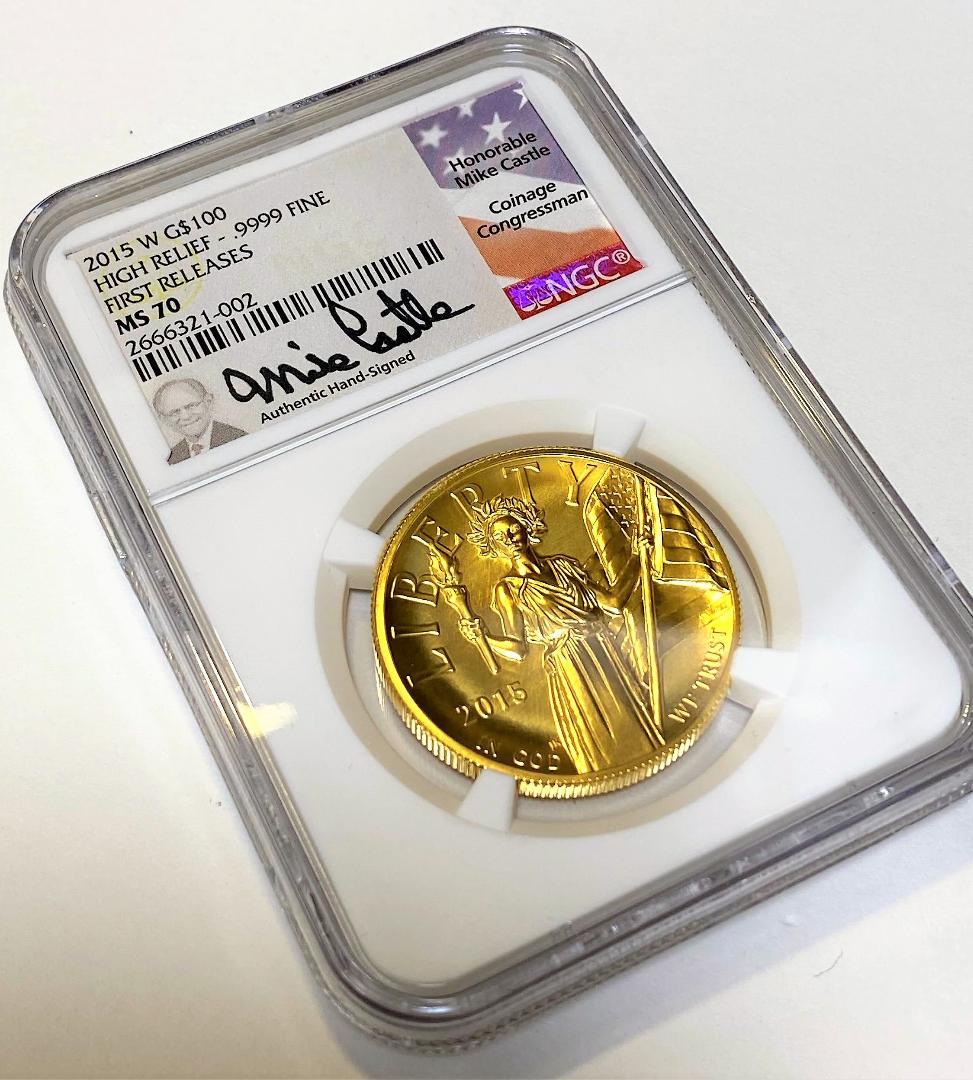 2015 W G$100
HIGH RELIEF - .9999 FINE
FIRST RELEASES
MS 70
2666321-002
Mike Castle
Authentic Hand-Signed
Honorable
Mike Castle
Coinage
Congressman
NGC®
LIBERTY
2015
W
IN GOD WE TRUST